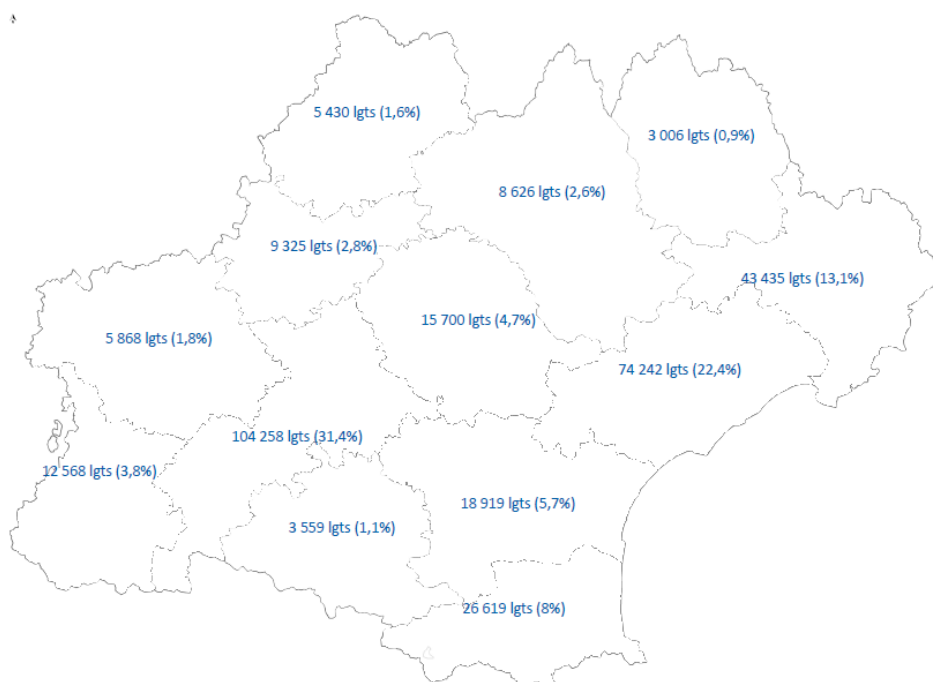 5 430 lgts (1,6%)
3 006 lgts (0,9%)
8 626 lgts (2,6%)
9 325 lgts (2,8%)
43 435 lgts (13,1%)
15 700 lgts (4,7%)
5 868 lgts (1,8%)
74 242 lgts (22,4%)
104 258 lgts (31,4%)
12 568 lgts (3,8%)
18 919 lgts (5,7%)
3 559 lgts (1,1%)
26 619 lgts (8%)